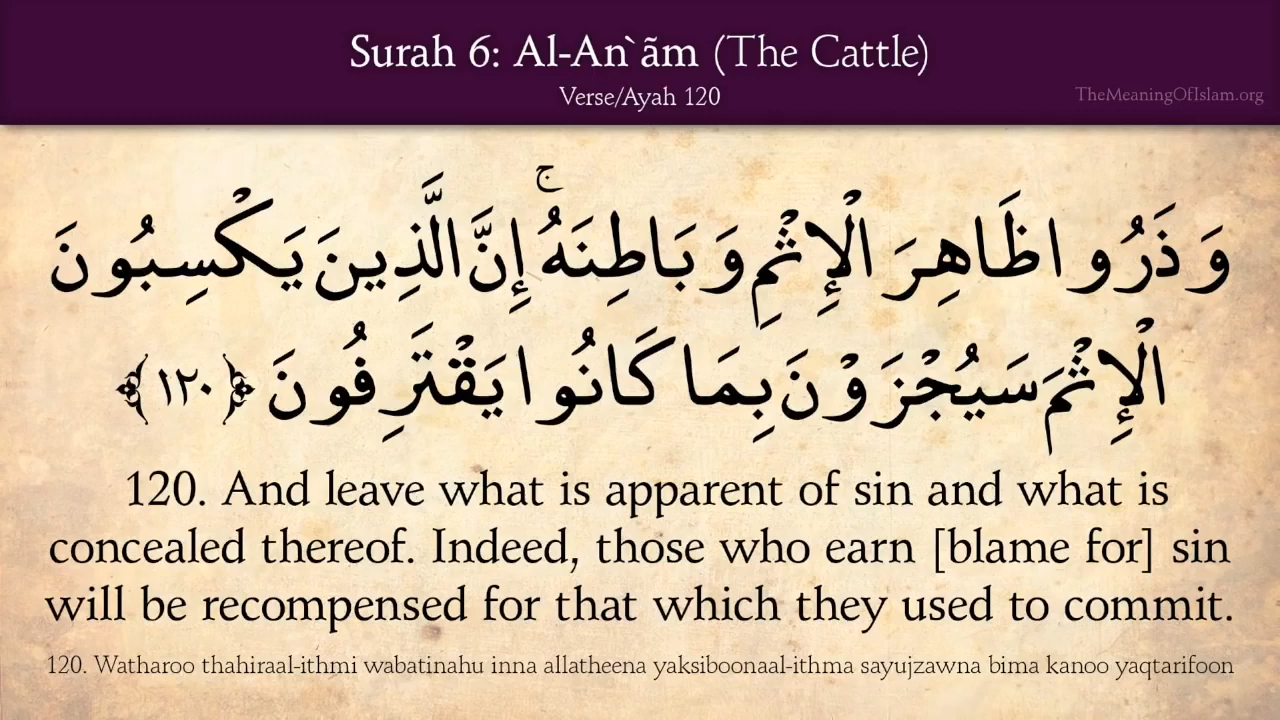 Surah 6: Al-An`ãm (The Cattle)
Verse/Ayah 120
TheMeaningOfIslam.org
وَذَرُوا ظَاهِرَ الْإِثْمِ وَبَاطِنَهُ ۚ إِنَّ الَّذِينَ يَكْسِبُونَ
الْإِثْمَ سَيُجْزَوْنَ بِمَا كَانُوا يَقْتَرِفُونَ ﴿١٢٠﴾
120. And leave what is apparent of sin and what is
concealed thereof. Indeed, those who earn [blame for] sin
will be recompensed for that which they used to commit.
120. Watharoo thahiraal-ithmi wabatinahu inna allatheena yaksiboonaal-ithma sayujzawna bima kanoo yaqtarifoon